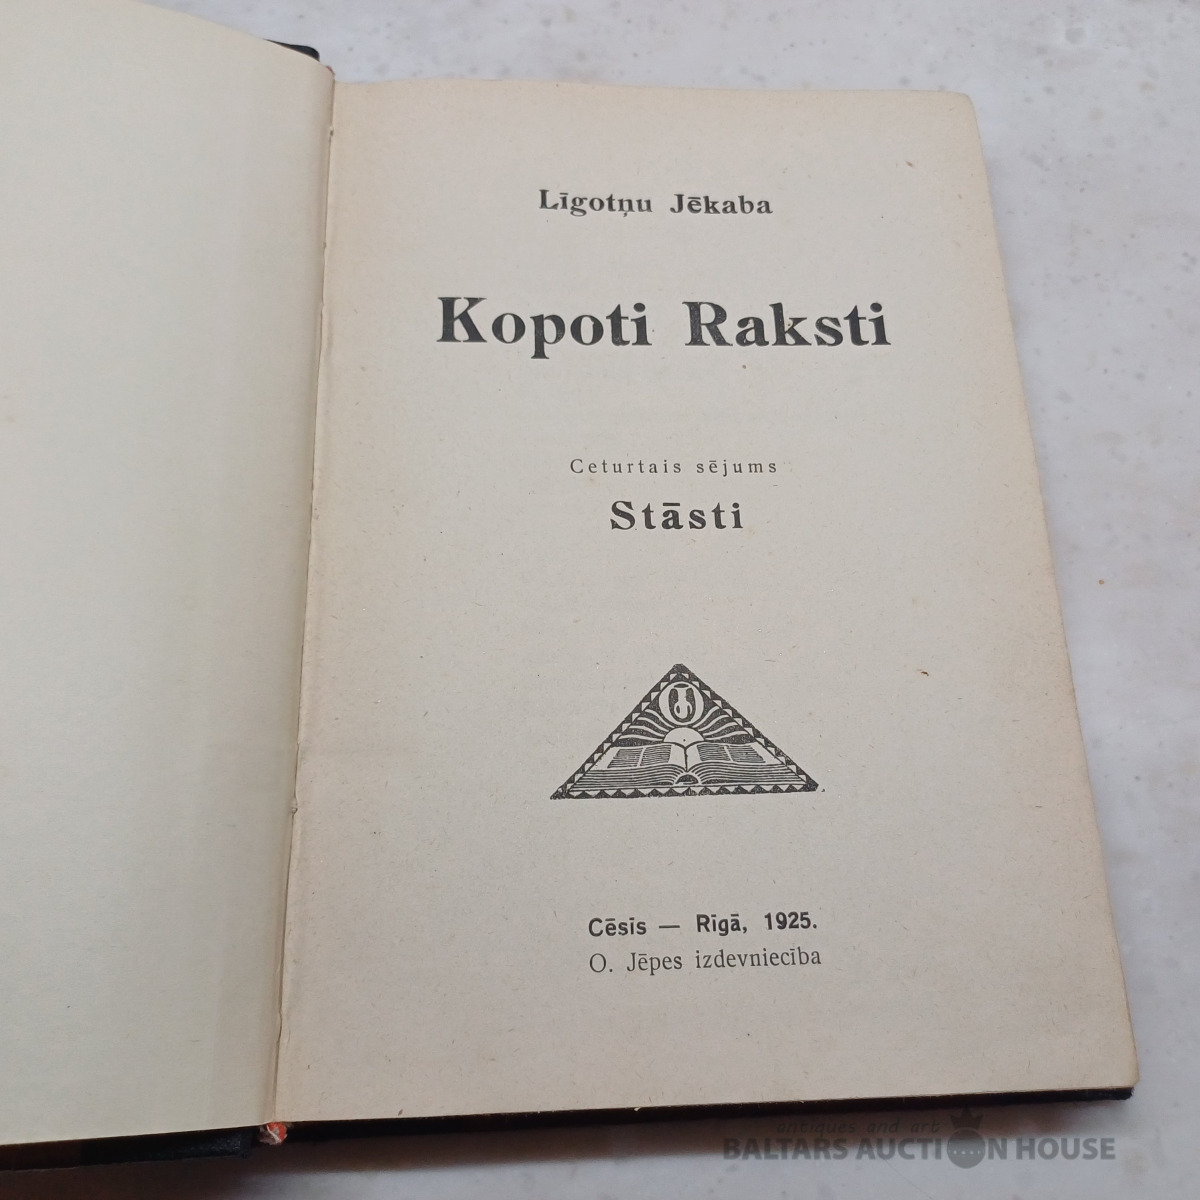 Līgotņu Jēkaba
Kopoti Raksti
Ceturtais sējums
Stāsti
Cēsīs — Rīgā, 1925.
O. Jēpes izdevniecība
antiques and art
BALTARS AUCTION HOUSE